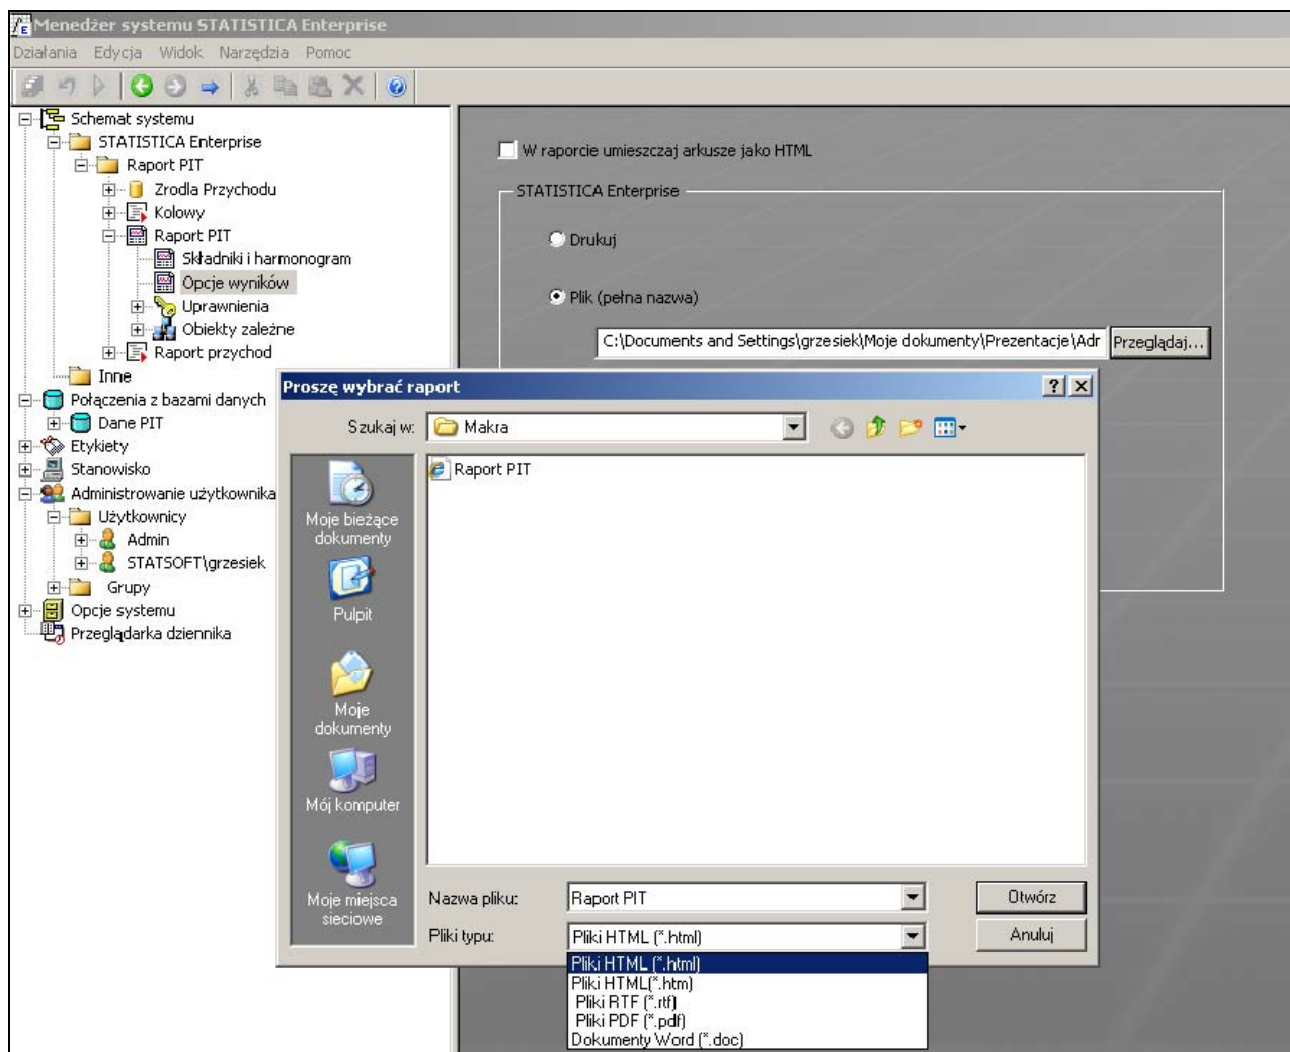 Menedżer systemu STATISTICA Enterprise
Działania Edycja Widok Narzędzia Pomoc
Schemat systemu
STATISTICA Enterprise
Raport PIT
Zrodla Przychodu
Kolowy
Raport PIT
Składniki i harmonogram
Opcje wyników
Uprawnienia
Obiekty zależne
Raport przychod
Inne
Połączenia z bazami danych
Dane PIT
Etykiety
Stanowisko
Administrowanie użytkownika
Użytkownicy
Admin
STATSOFT\grzesiek
Grupy
Opcje systemu
Przeglądarka dziennika
W raporcie umieszczaj arkusze jako HTML
STATISTICA Enterprise
Drukuj
Plik (pełna nazwa)
C:\Documents and Settings\grzesiek\Moje dokumenty\Prezentacje\Adr
Przeglądaj...
Proszę wybrać raport
Szukaj w: Makra
Raport PIT
Moje bieżące
dokumenty
Pulpit
Moje
dokumenty
Mój komputer
Moje miejsca
sieciowe
Nazwa pliku: Raport PIT Otwórz
Pliki typu: Pliki HTML (*.html) Anuluj
Pliki HTML (*.html)
Pliki HTML(*.htm)
Pliki RTF (*.rtf)
Pliki PDF (*.pdf)
Dokumenty Word (*.doc)